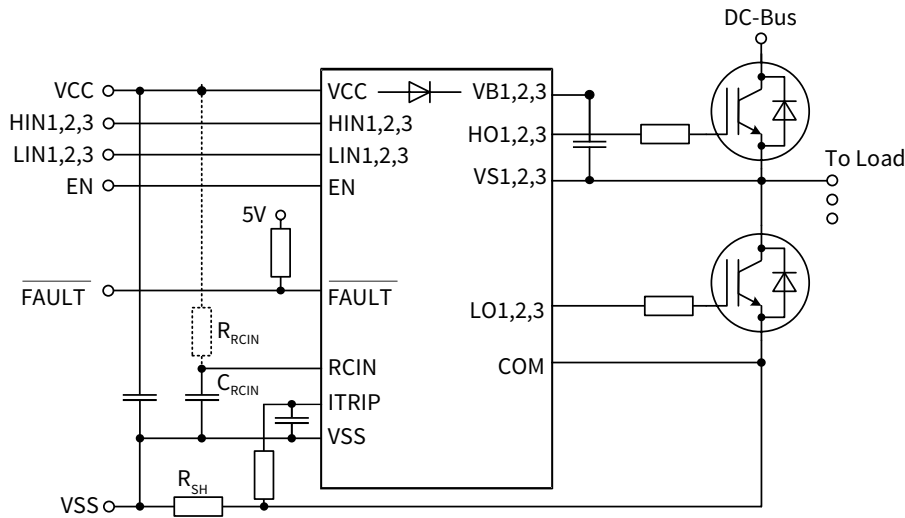 DC-Bus
VCC
VCC
VB1,2,3
HIN1,2,3
HIN1,2,3
HO1,2,3
LIN1,2,3
LIN1,2,3
To Load
EN
EN
VS1,2,3
5V
FAULT
FAULT
LO1,2,3
RRCIN
RCIN
COM
CRCIN
ITRIP
VSS
RSH
VSS